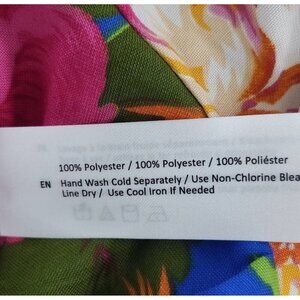 100% Polyester / 100% Polyester / 100% Poliéster
EN Hand Wash Cold Separately / Use Non-Chlorine Blea
Line Dry / Use Cool Iron If Needed